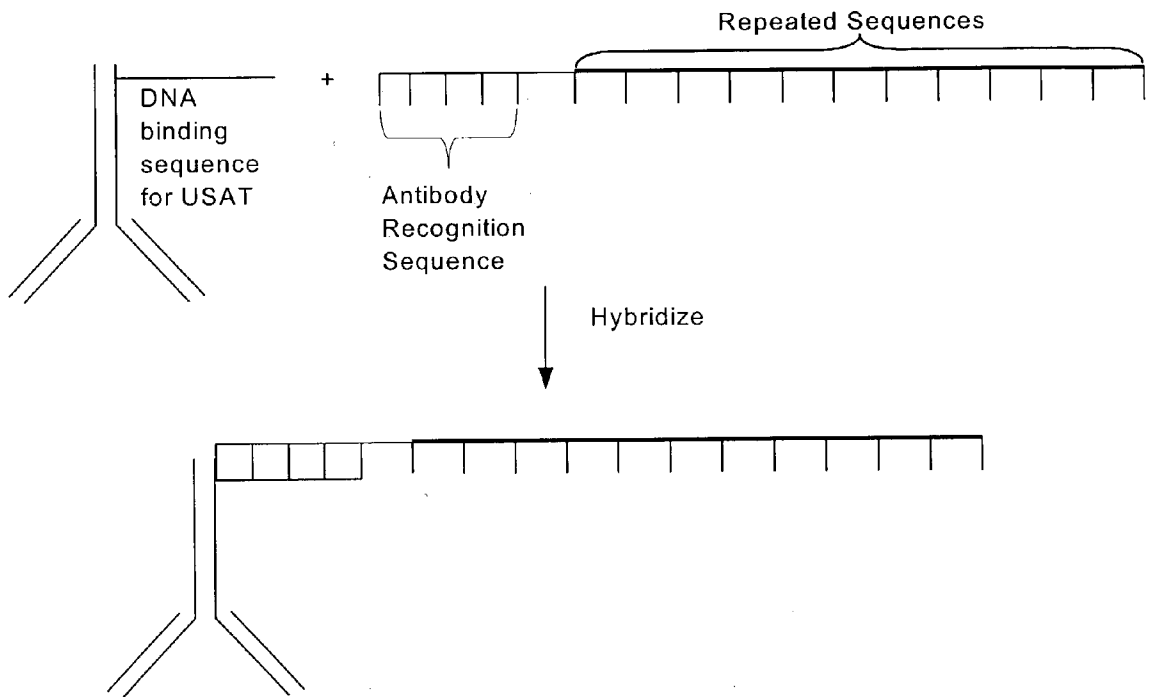 Repeated Sequences
+
DNA
binding
sequence
for USAT
Antibody
Recognition
Sequence
Hybridize